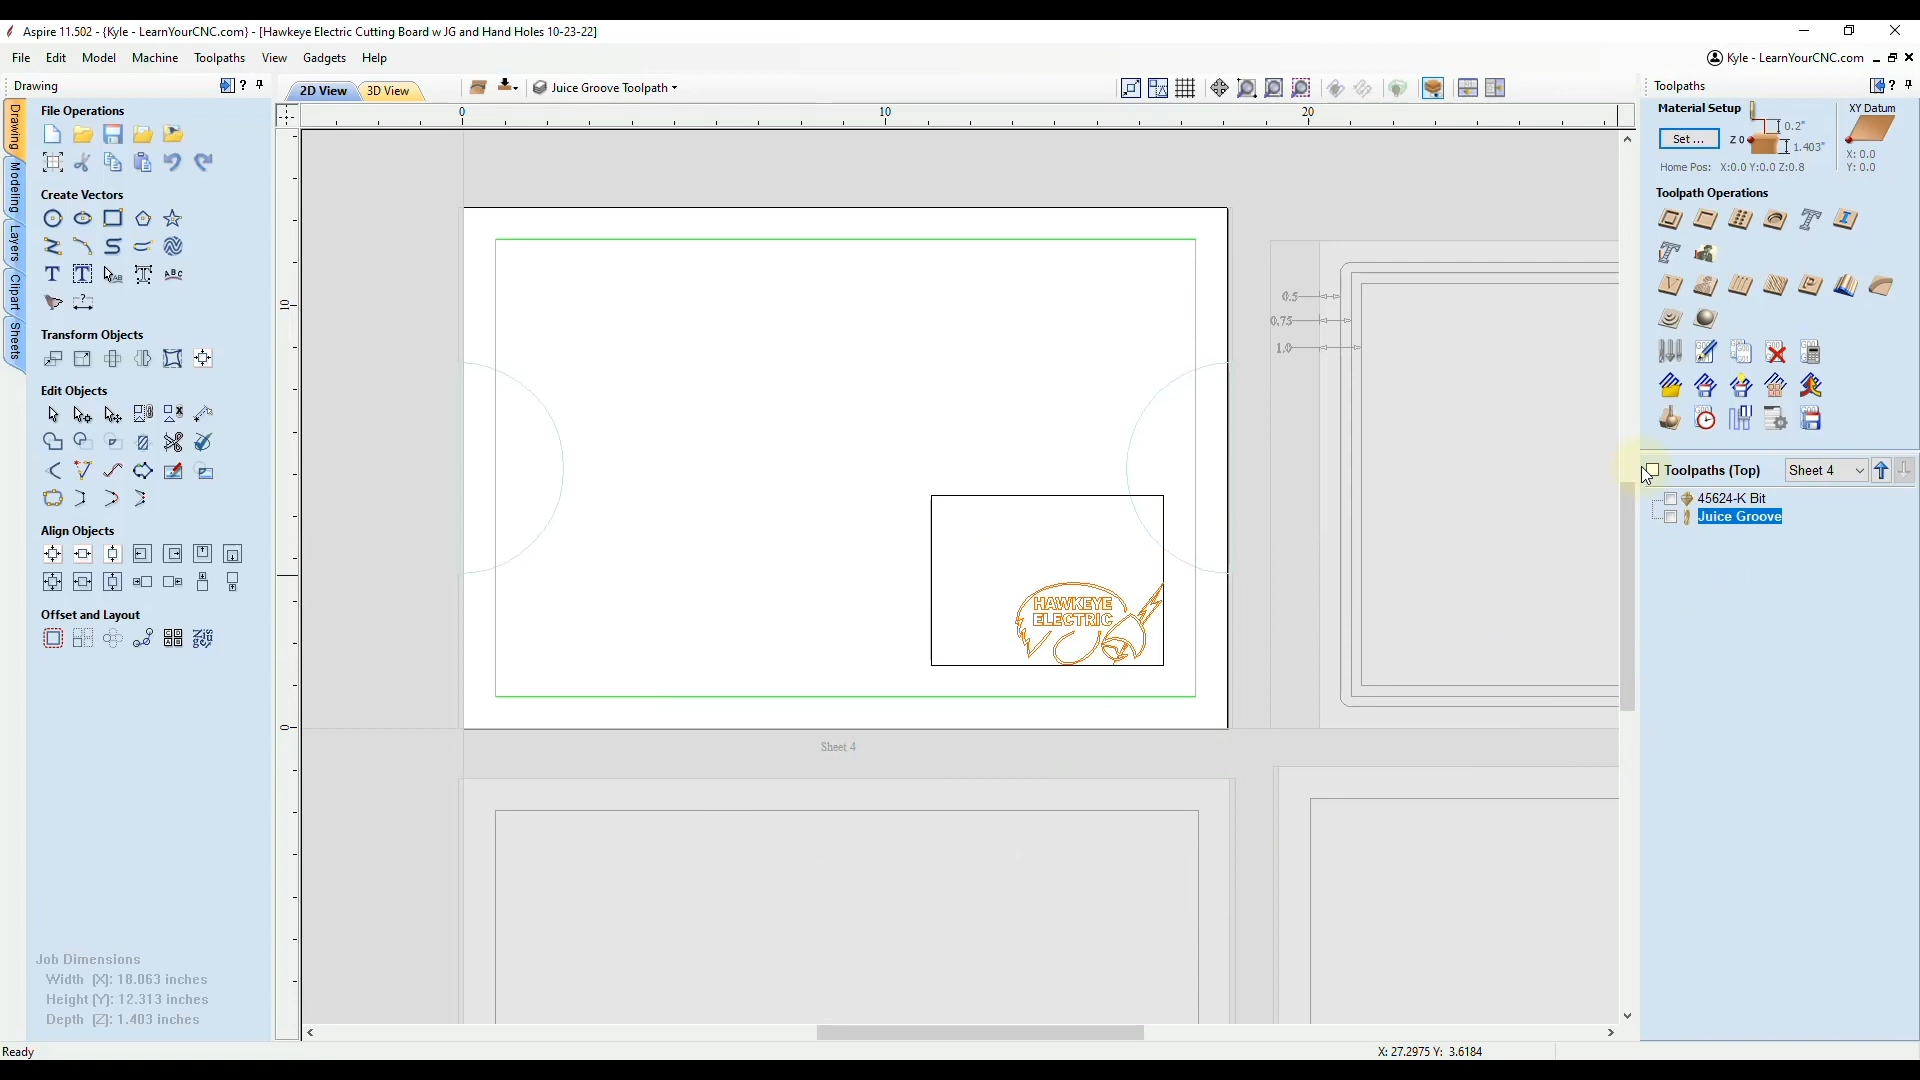 Aspire 11.502 - {Kyle - LearnYourCNC.com} - [Hawkeye Electric Cutting Board w JG and Hand Holes 10-23-22]
File Edit Model Machine Toolpaths View Gadgets Help
Kyle - LearnYourCNC.com
Drawing
2D View
3D View
Juice Groove Toolpath
Toolpaths
Drawing
Modeling
Layers
Clipart
Sheets
File Operations
Create Vectors
Transform Objects
Edit Objects
Align Objects
Offset and Layout
Job Dimensions
Width (X): 18.063 inches
Height (Y): 12.313 inches
Depth (Z): 1.403 inches
Ready
0 10 20
10
0
0.5
0.75
1.0
HAWKEYE
ELECTRIC
Sheet 4
Material Setup
XY Datum
0.2"
Set ...
Z 0
1.403"
X: 0.0
Y: 0.0
Home Pos: X:0.0 Y:0.0 Z:0.8
Toolpath Operations
Toolpaths (Top)
Sheet 4
45624-K Bit
Juice Groove
X: 27.2975 Y: 3.6184